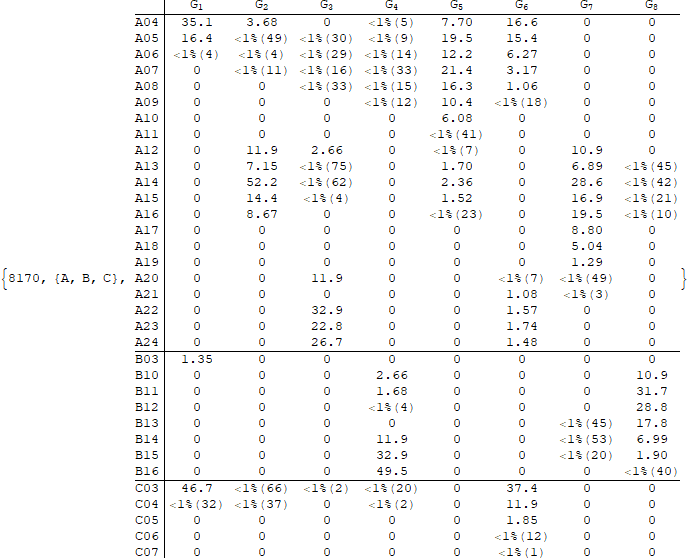 G1 G2 G3 G4 G5 G6 G7 G8
A04 35.1 3.68 0 <1%(5) 7.70 16.6 0 0
A05 16.4 <1%(49) <1%(30) <1%(9) 19.5 15.4 0 0
A06 <1%(4) <1%(4) <1%(29) <1%(14) 12.2 6.27 0 0
A07 0 <1%(11) <1%(16) <1%(33) 21.4 3.17 0 0
A08 0 0 <1%(33) <1%(15) 16.3 1.06 0 0
A09 0 0 0 <1%(12) 10.4 <1%(18) 0 0
A10 0 0 0 0 6.08 0 0 0
A11 0 0 0 0 <1%(41) 0 0 0
A12 0 11.9 2.66 0 <1%(7) 0 10.9 0
A13 0 7.15 <1%(75) 0 1.70 0 6.89 <1%(45)
A14 0 52.2 <1%(62) 0 2.36 0 28.6 <1%(42)
A15 0 14.4 <1%(4) 0 1.52 0 16.9 <1%(21)
A16 0 8.67 0 0 <1%(23) 0 19.5 <1%(10)
A17 0 0 0 0 0 0 8.80 0
A18 0 0 0 0 0 0 5.04 0
A19 0 0 0 0 0 0 1.29 0
{8170, {A, B, C}, A20 0 0 11.9 0 0 <1%(7) <1%(49) 0 }
A21 0 0 0 0 0 1.08 <1%(3) 0
A22 0 0 32.9 0 0 1.57 0 0
A23 0 0 22.8 0 0 1.74 0 0
A24 0 0 26.7 0 0 1.48 0 0
B03 1.35 0 0 0 0 0 0 0
B10 0 0 0 2.66 0 0 0 10.9
B11 0 0 0 1.68 0 0 0 31.7
B12 0 0 0 <1%(4) 0 0 0 28.8
B13 0 0 0 0 0 0 <1%(45) 17.8
B14 0 0 0 11.9 0 0 <1%(53) 6.99
B15 0 0 0 32.9 0 0 <1%(20) 1.90
B16 0 0 0 49.5 0 0 0 <1%(40)
C03 46.7 <1%(66) <1%(2) <1%(20) 0 37.4 0 0
C04 <1%(32) <1%(37) 0 <1%(2) 0 11.9 0 0
C05 0 0 0 0 0 1.85 0 0
C06 0 0 0 0 0 <1%(12) 0 0
C07 0 0 0 0 0 <1%(1) 0 0